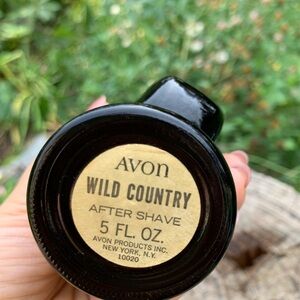 AVON
WILD COUNTRY
AFTER SHAVE
5 FL. OZ.
AVON PRODUCTS INC.
NEW YORK, N.Y.
10020